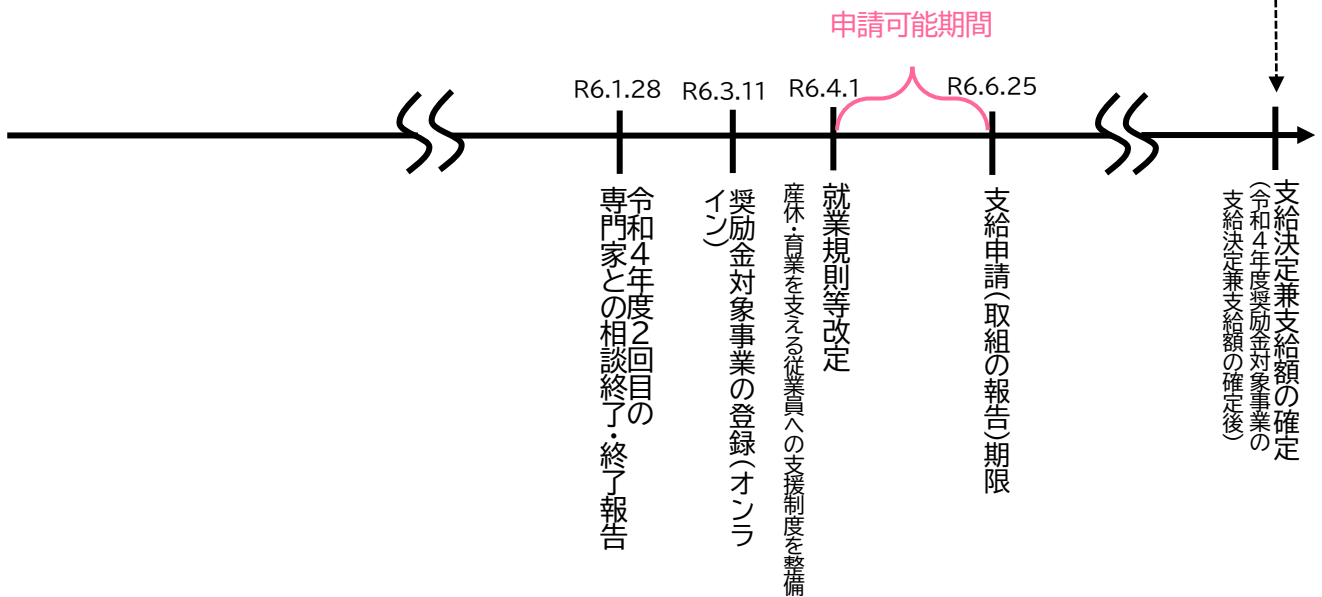 申請可能期間
R6.1.28
R6.3.11
R6.4.1
R6.6.25
令和４年度２回目の
専門家との相談終了・終了報告
奨励金対象事業の登録（オンラ
イン）
就業規則等改定
産休・育業を支える従業員への支援制度を整備
支給申請（取組の報告）期限
支給決定兼支給額の確定
（令和４年度奨励金対象事業の
支給決定兼支給額の確定後）